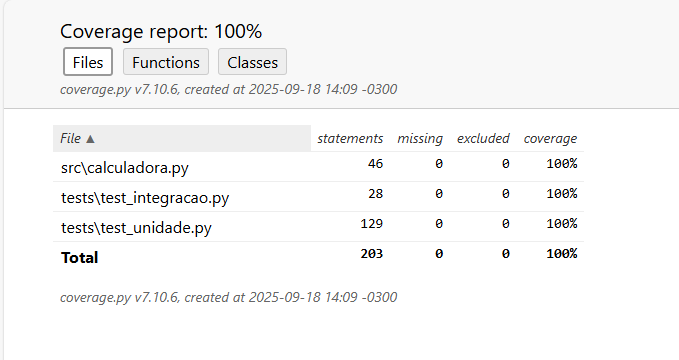 Coverage report: 100%
Files Functions Classes
coverage.py v7.10.6, created at 2025-09-18 14:09 -0300
File ▲ statements missing excluded coverage
src\calculadora.py 46 0 0 100%
tests\test_integracao.py 28 0 0 100%
tests\test_unidade.py 129 0 0 100%
Total 203 0 0 100%
coverage.py v7.10.6, created at 2025-09-18 14:09 -0300